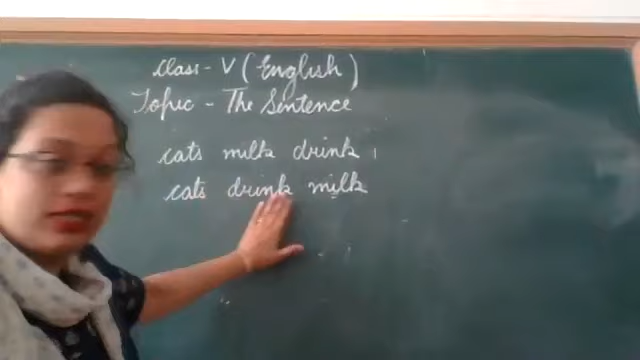 Class - V (English)
Topic - The Sentence
cats milk drink |
cats drink milk